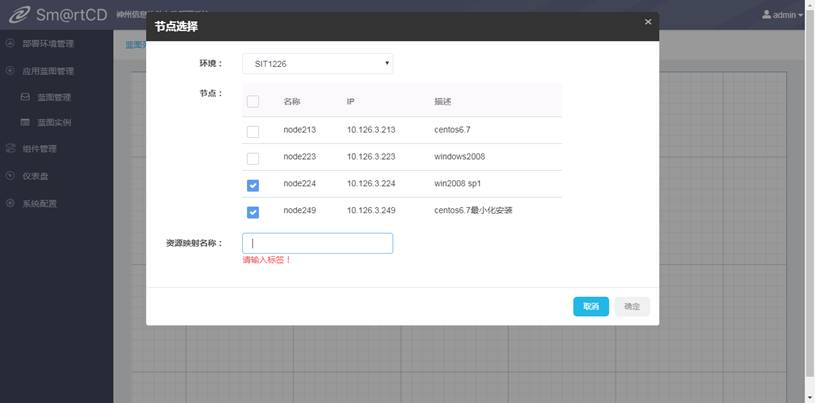 Sm@rtCD
神州信息
admin
节点选择
×
部署环境管理
应用蓝图管理
蓝图管理
蓝图实例
组件管理
仪表盘
系统配置
环境：
SIT1226
节点：
名称 IP 描述
node213 10.126.3.213 centos6.7
node223 10.126.3.223 windows2008
node224 10.126.3.224 win2008 sp1
node249 10.126.3.249 centos6.7最小化安装
资源映射名称：
请输入标签！
取消 确定